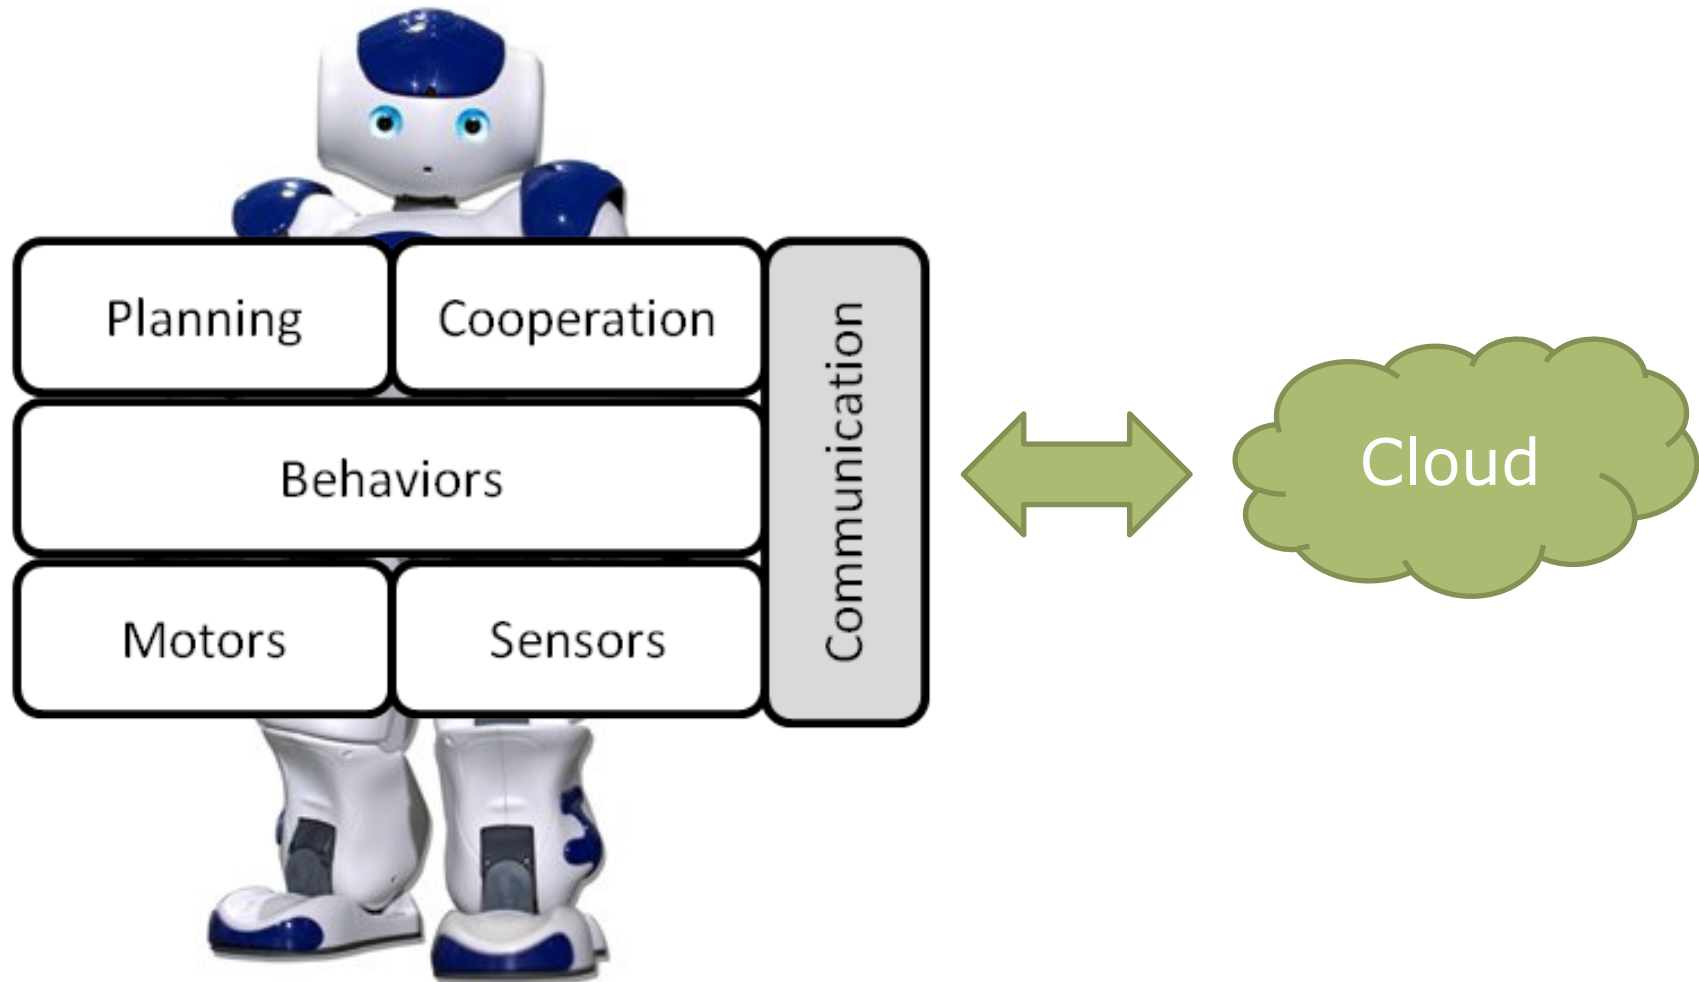 Planning
Cooperation
Communication
Behaviors
Cloud
Motors
Sensors